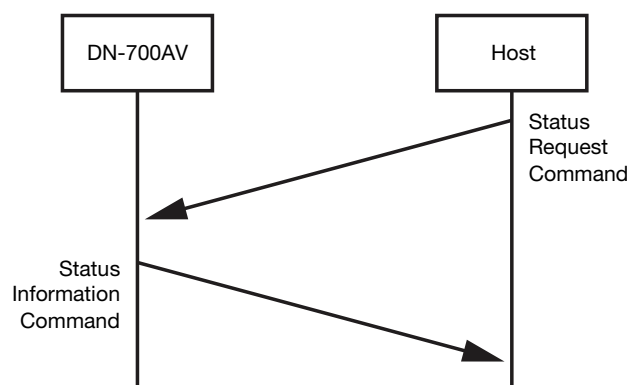 DN-700AV
Host
Status
Request
Command
Status
Information
Command